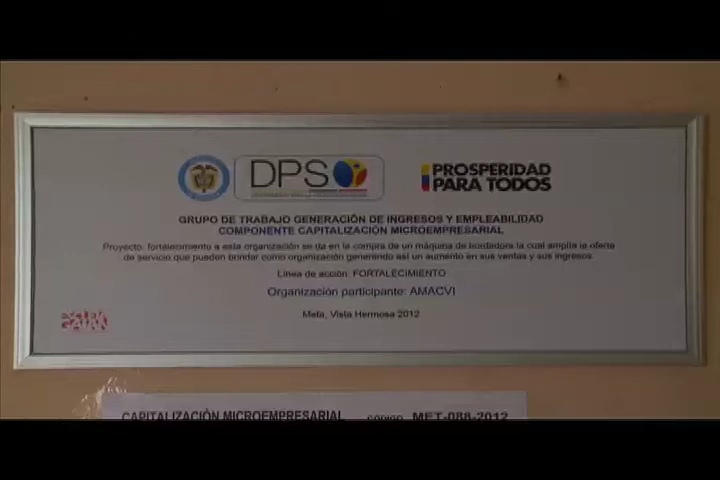 DPS
PROSPERIDAD
PARA TODOS
GRUPO DE TRABAJO GENERACIÓN DE INGRESOS Y EMPLEABILIDAD
COMPONENTE CAPITALIZACIÓN MICROEMPRESARIAL
Proyecto: fortalecimiento a esta organización se da en la compra de un máquina de bordadora la cual amplia la oferta
de servicio que pueden brindar como organización generando así un aumento en sus ventas y sus ingresos
Línea de acción: FORTALECIMIENTO
Organización participante: AMACVI
Meta, Vista Hermosa 2012
CAPITALIZACIÓN MICROEMPRESARIAL CÓDIGO MET-088-2012